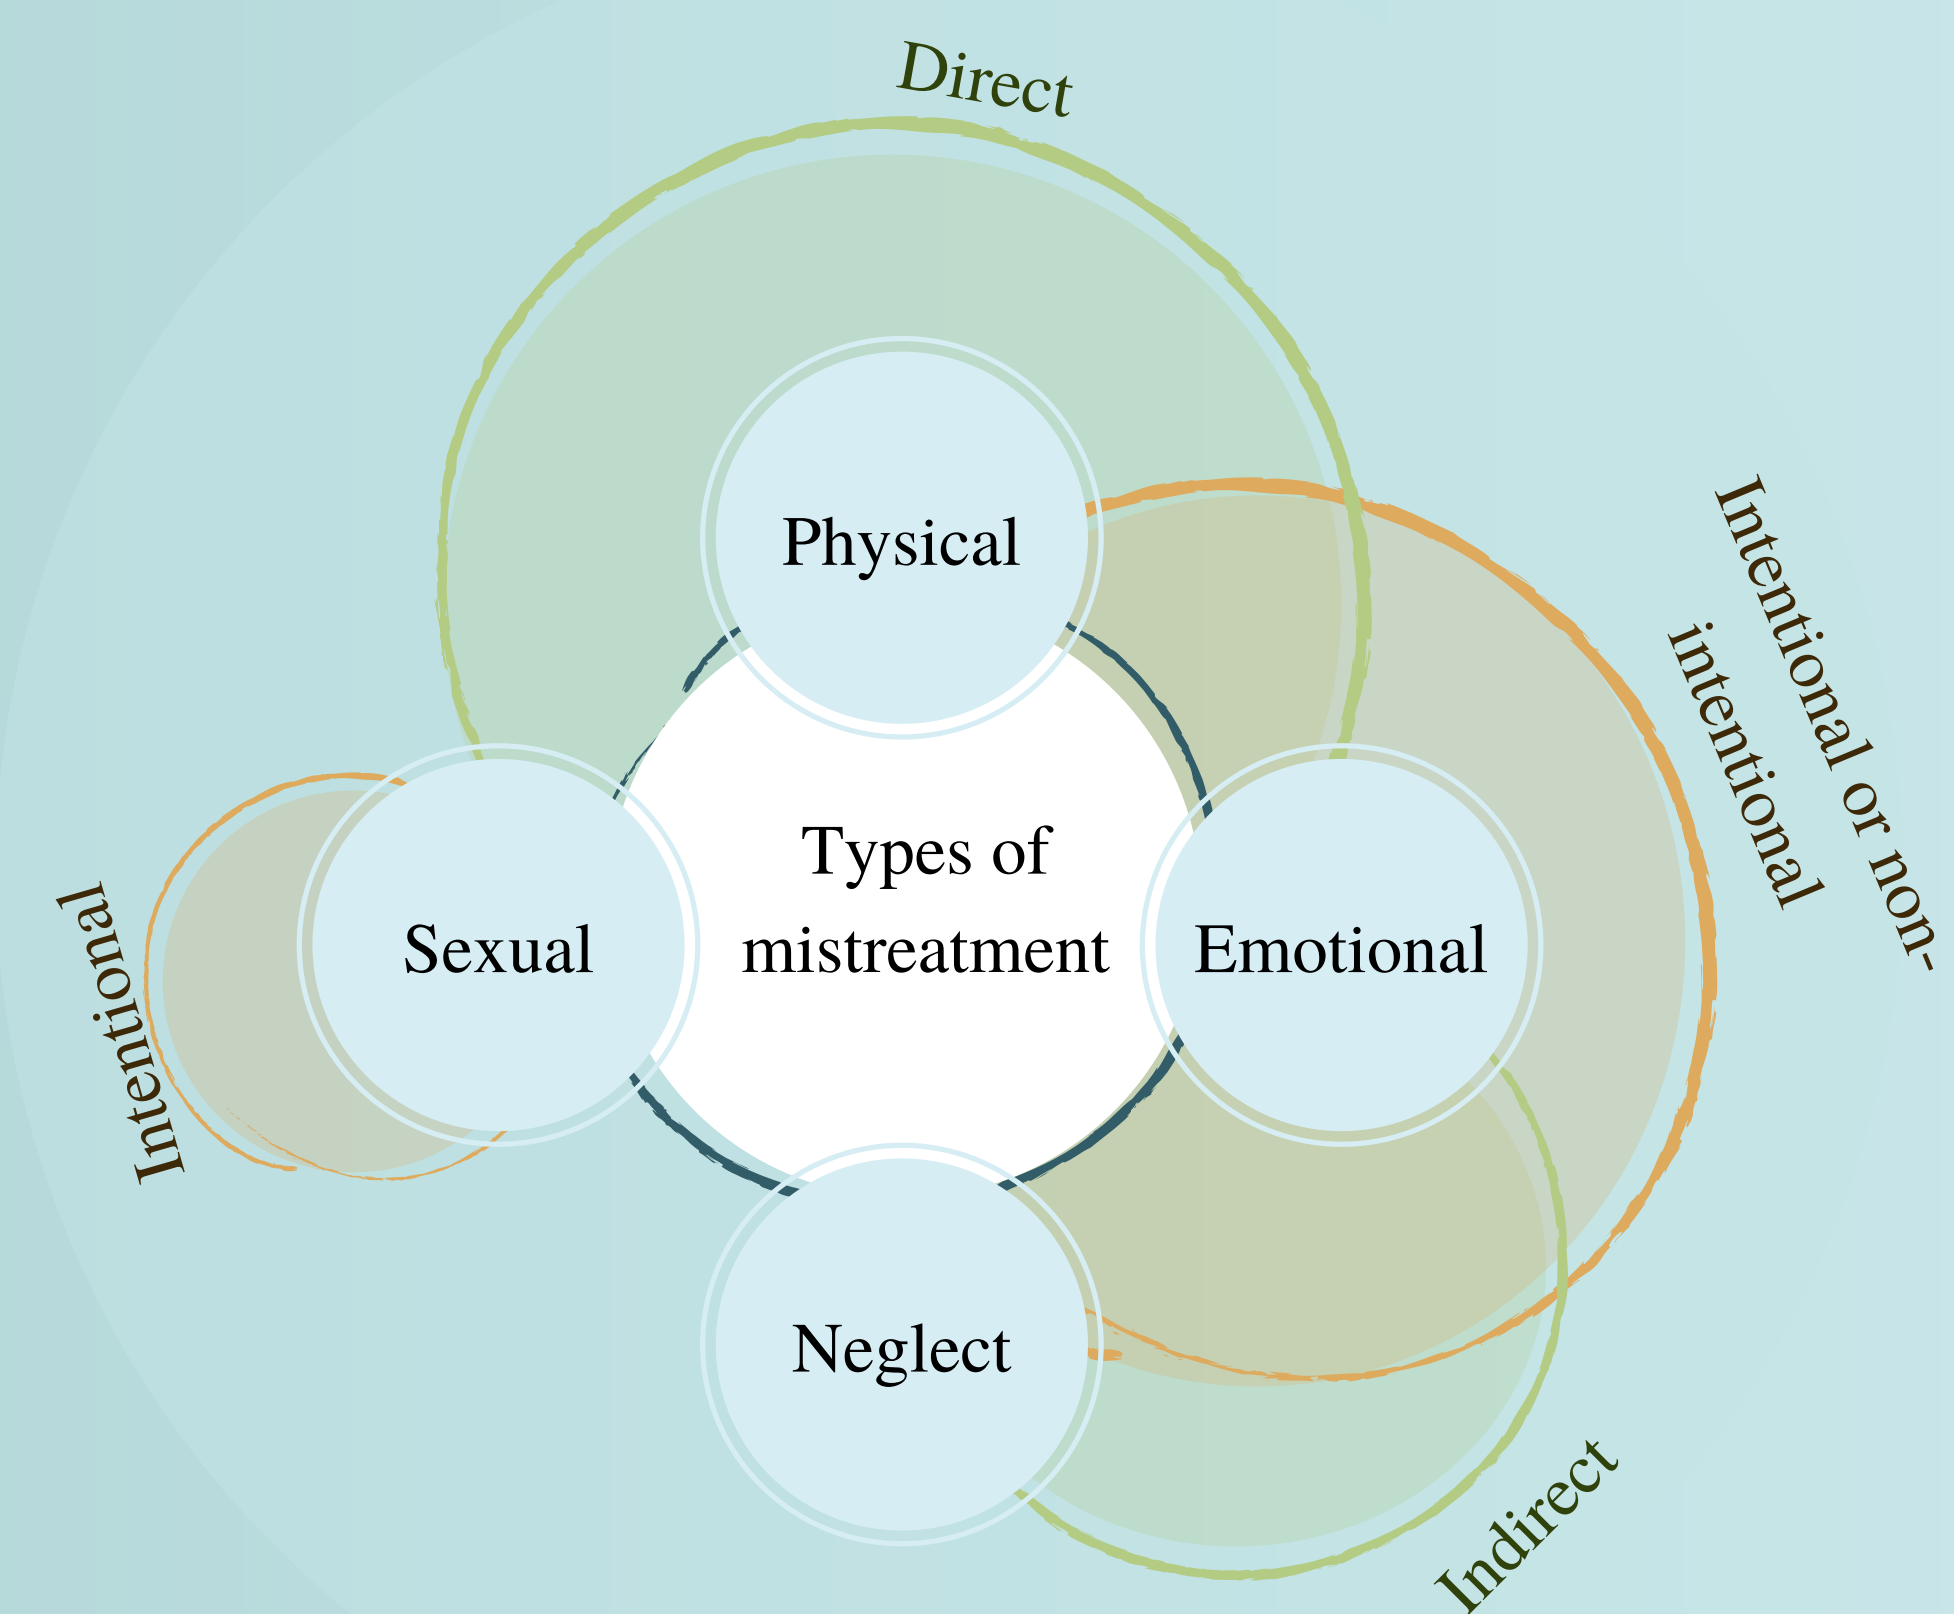 Direct
Physical
Intentional or non-
intentional
Types of
mistreatment
Sexual
Emotional
Intentional
Neglect
Indirect